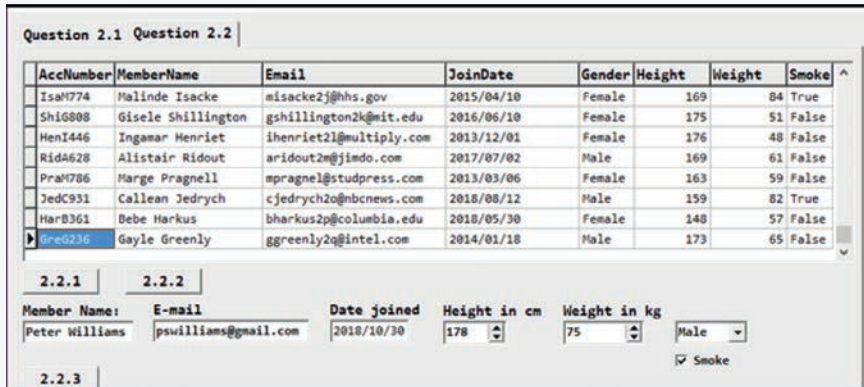 Question 2.1 Question 2.2
AccNumber MemberName Email JoinDate Gender Height Weight Smoke
IsaM774 Malinde Isacke misacke2j@hhs.gov 2015/04/10 Female 169 84 True
ShiG808 Gisele Shillington gshillington2k@mit.edu 2016/06/10 Female 175 51 False
HenI446 Ingamar Henriet ihenriet2l@multiply.com 2013/12/01 Female 176 48 False
RidA628 Alistair Ridout aridout2m@jimdo.com 2017/07/02 Male 169 61 False
PraM786 Marge Pragnell mpragnel@studpress.com 2013/03/06 Female 163 59 False
JedC931 Callean Jedrych cjedrych2o@nbcnews.com 2018/08/12 Male 159 82 True
HarB361 Bebe Harkus bharkus2p@columbia.edu 2018/05/30 Female 148 57 False
GreG236 Gayle Greenly ggreenly2q@intel.com 2014/01/18 Male 173 65 False
2.2.1 2.2.2
Member Name: E-mail Date joined Height in cm Weight in kg
Peter Williams pswilliams@gmail.com 2018/10/30 178 75 Male
Smoke
2.2.3